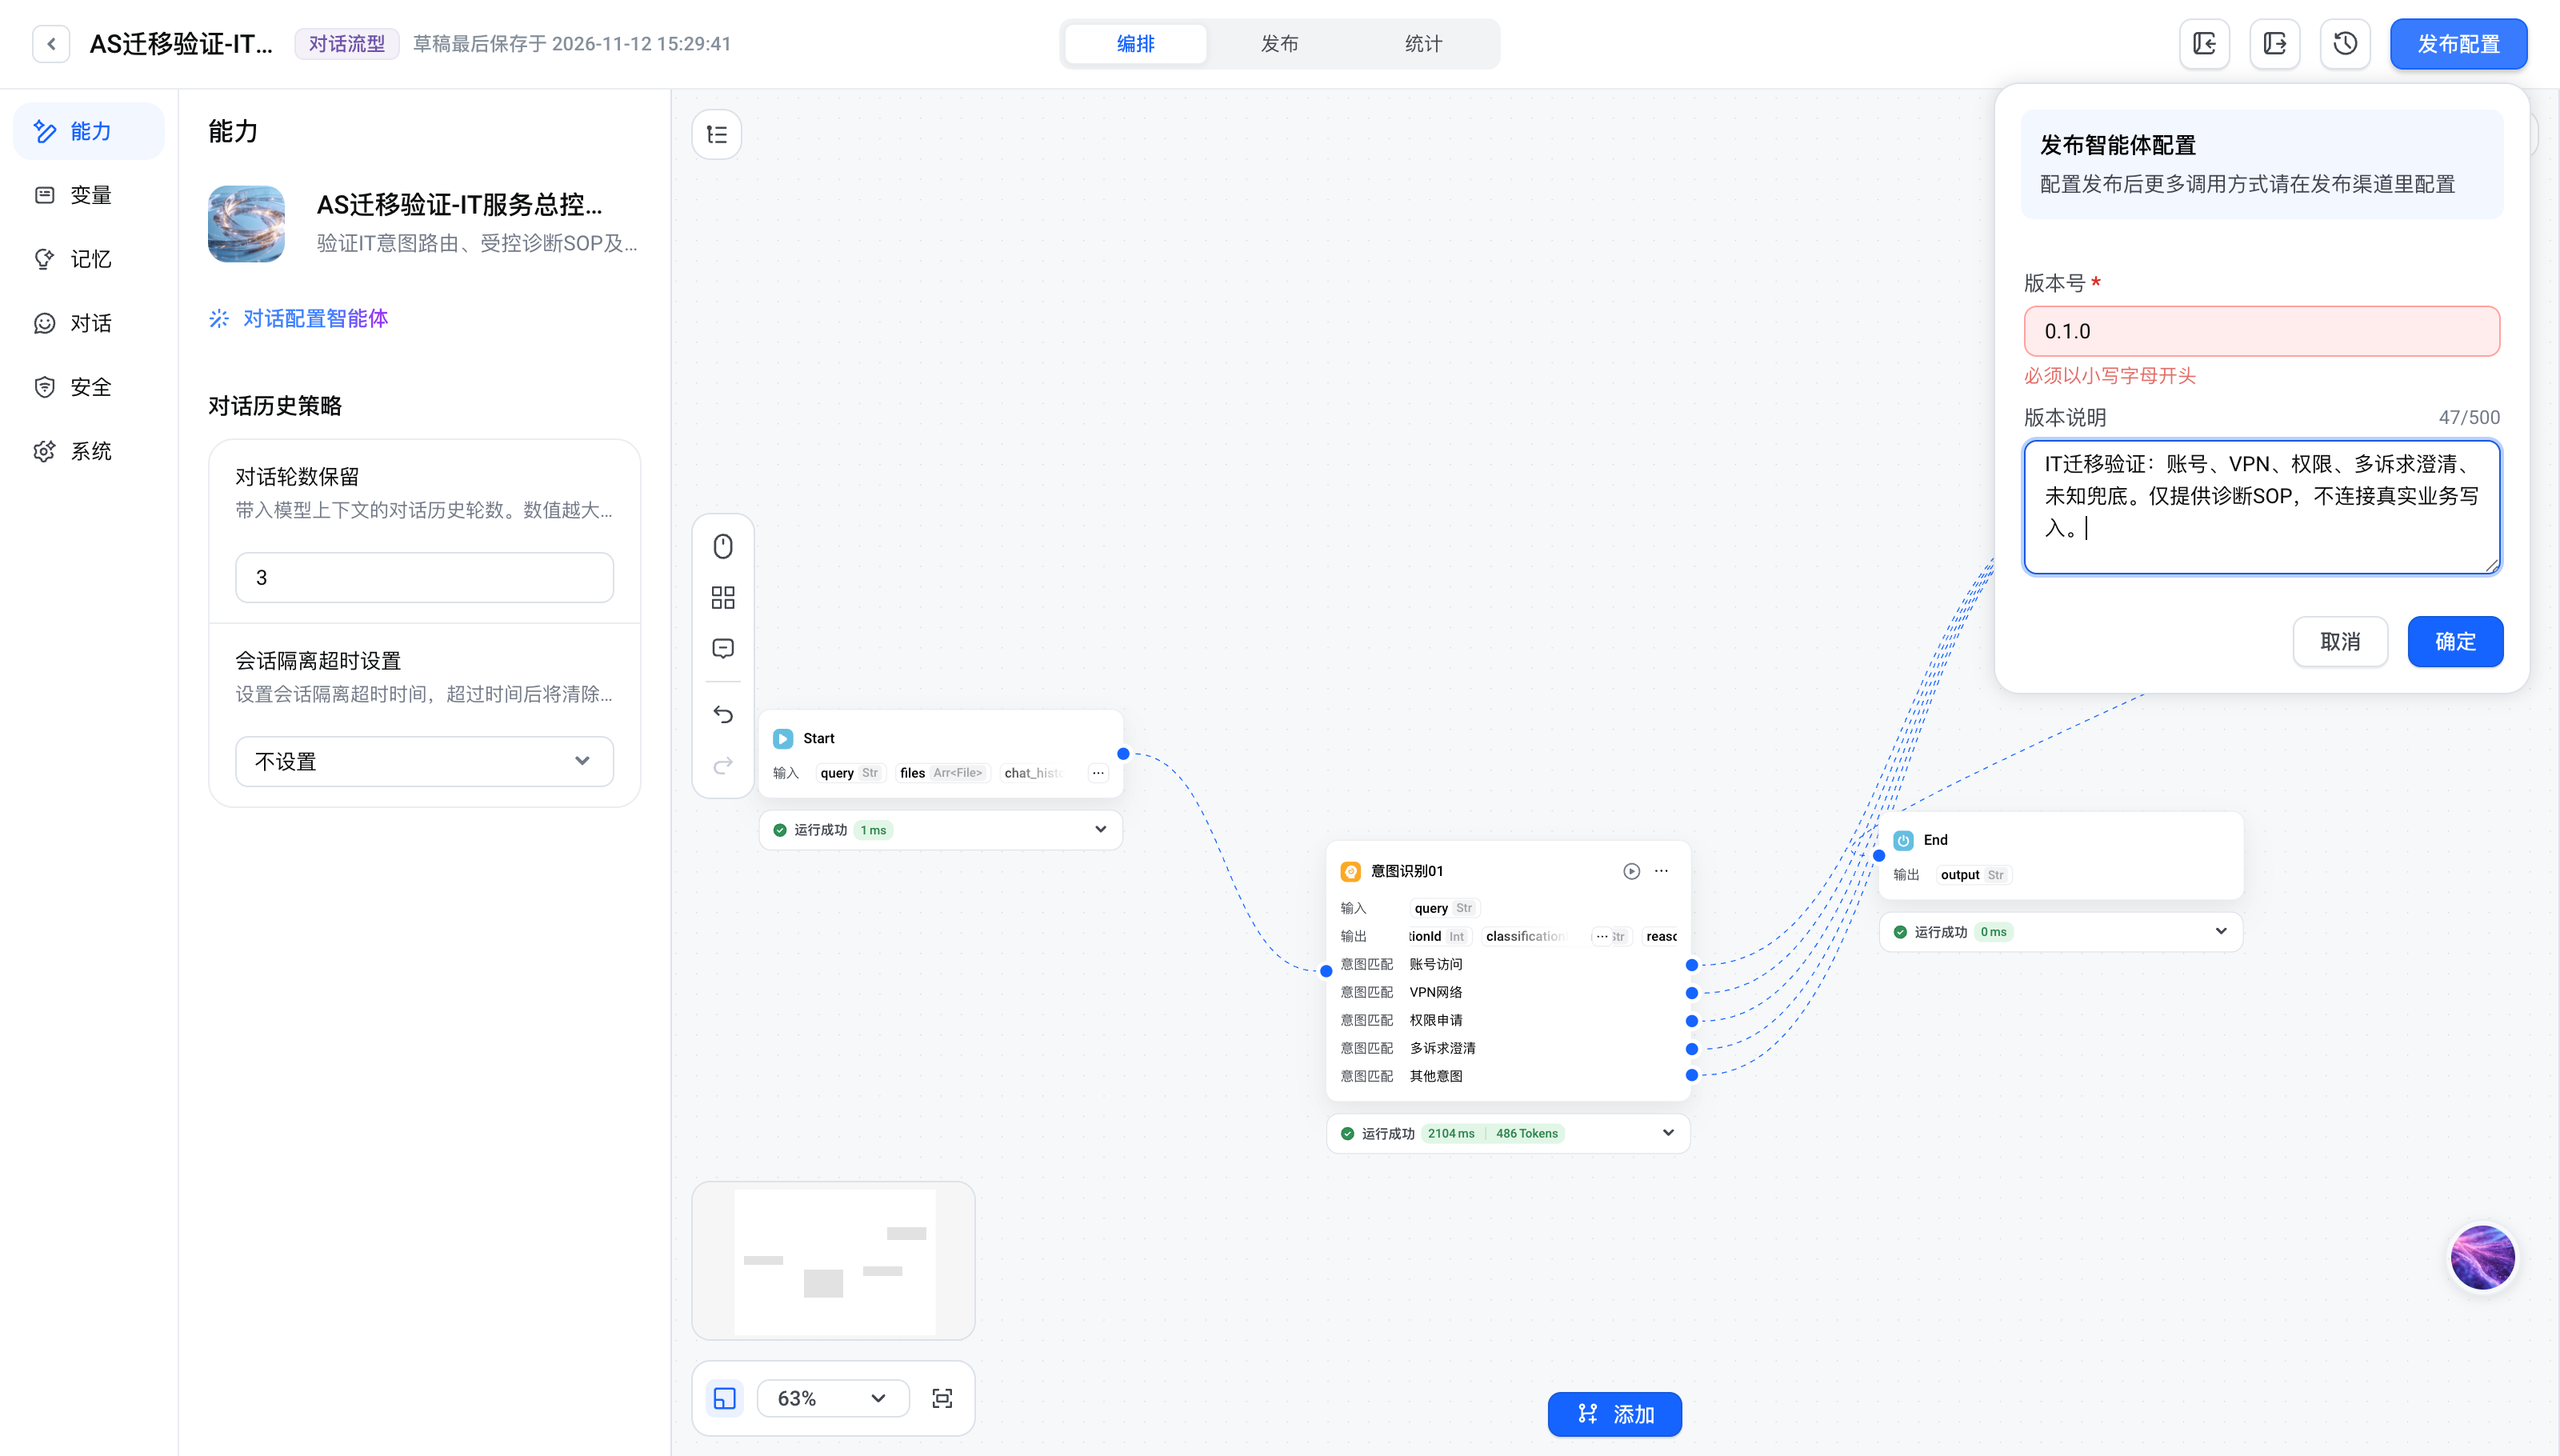 AS迁移验证-IT...
对话流型
草稿最后保存于 2026-11-12 15:29:41
编排
发布
统计
发布配置
能力
变量
记忆
对话
安全
系统
能力
AS迁移验证-IT服务总控...
验证IT意图路由、受控诊断SOP及...
对话配置智能体
对话历史策略
对话轮数保留
带入模型上下文的对话历史轮数。数值越大...
3
会话隔离超时设置
设置会话隔离超时时间，超过时间后将清除...
不设置
Start
输入 query Str files Arr<File> chat_histo ...
运行成功 1 ms
意图识别01
输入 query Str
输出 tionId Int classification ... Str reaso
意图匹配 账号访问
意图匹配 VPN网络
意图匹配 权限申请
意图匹配 多诉求澄清
意图匹配 其他意图
运行成功 2104 ms 486 Tokens
End
输出 output Str
运行成功 0 ms
63%
添加
发布智能体配置
配置发布后更多调用方式请在发布渠道里配置
版本号 *
0.1.0
必须以小写字母开头
版本说明 47/500
IT迁移验证：账号、VPN、权限、多诉求澄清、
未知兜底。仅提供诊断SOP，不连接真实业务写
入。
取消
确定